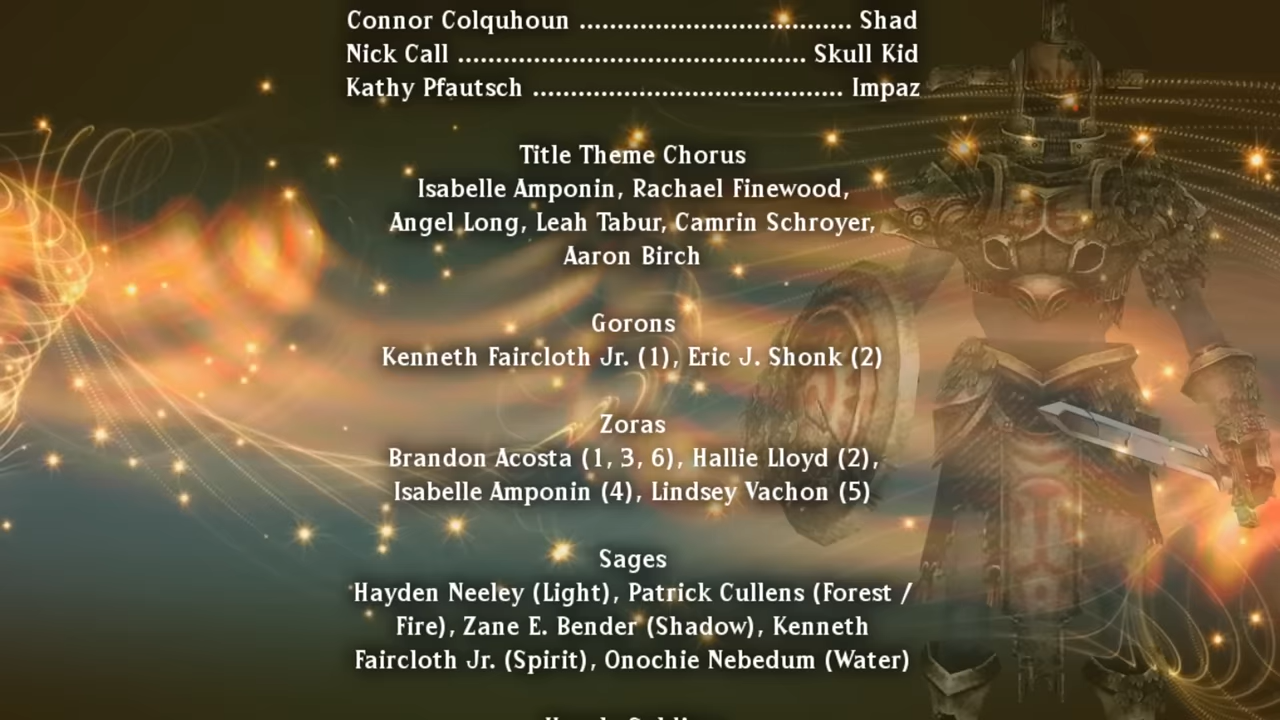 Connor Colquhoun ........................................ Shad
Nick Call ................................................... Skull Kid
Kathy Pfautsch .............................................. Impaz
Title Theme Chorus
Isabelle Amponin, Rachael Finewood,
Angel Long, Leah Tabur, Camrin Schroyer,
Aaron Birch
Gorons
Kenneth Faircloth Jr. (1), Eric J. Shonk (2)
Zoras
Brandon Acosta (1, 3, 6), Hallie Lloyd (2),
Isabelle Amponin (4), Lindsey Vachon (5)
Sages
Hayden Neeley (Light), Patrick Cullens (Forest /
Fire), Zane E. Bender (Shadow), Kenneth
Faircloth Jr. (Spirit), Onochie Nebedum (Water)